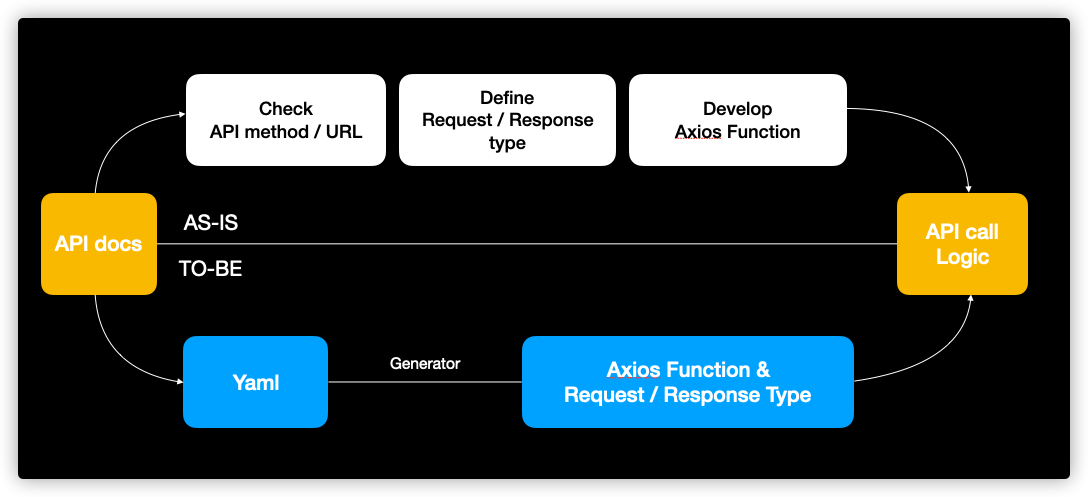 Check
API method / URL
Define
Request / Response
type
Develop
Axios Function
API docs
AS-IS
TO-BE
API call
Logic
Yaml
Generator
Axios Function &
Request / Response Type